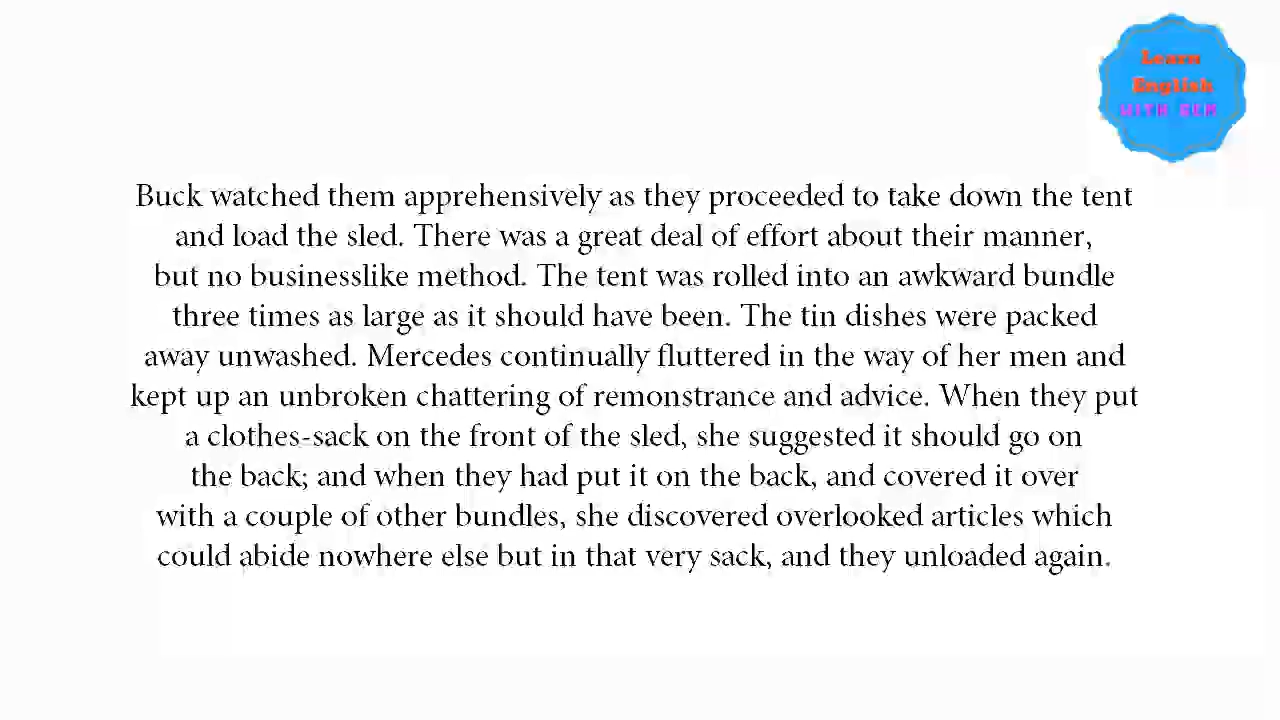 Learn
English
WITH GEM
Buck watched them apprehensively as they proceeded to take down the tent
and load the sled. There was a great deal of effort about their manner,
but no businesslike method. The tent was rolled into an awkward bundle
three times as large as it should have been. The tin dishes were packed
away unwashed. Mercedes continually fluttered in the way of her men and
kept up an unbroken chattering of remonstrance and advice. When they put
a clothes-sack on the front of the sled, she suggested it should go on
the back; and when they had put it on the back, and covered it over
with a couple of other bundles, she discovered overlooked articles which
could abide nowhere else but in that very sack, and they unloaded again.